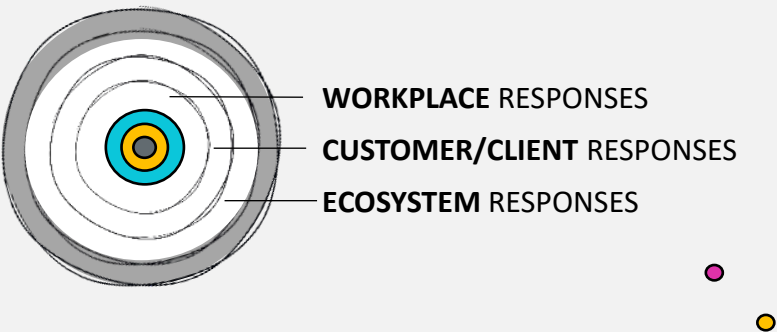 WORKPLACE RESPONSES
CUSTOMER/CLIENT RESPONSES
ECOSYSTEM RESPONSES